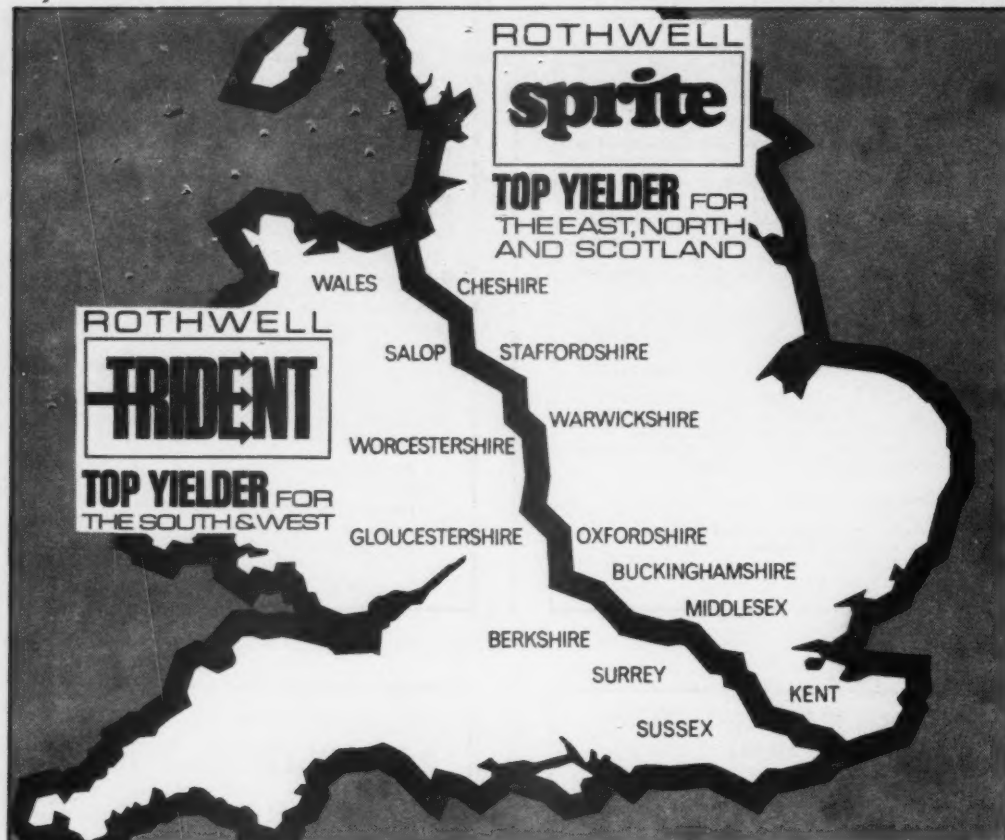 ROTHWELL
sprite
TOP YIELDER FOR
THE EAST, NORTH
AND SCOTLAND
WALES
CHESHIRE
ROTHWELL
TRIDENT
TOP YIELDER FOR
THE SOUTH & WEST
SALOP
STAFFORDSHIRE
WARWICKSHIRE
WORCESTERSHIRE
GLOUCESTERSHIRE
OXFORDSHIRE
BUCKINGHAMSHIRE
MIDDLESEX
BERKSHIRE
SURREY
KENT
SUSSEX